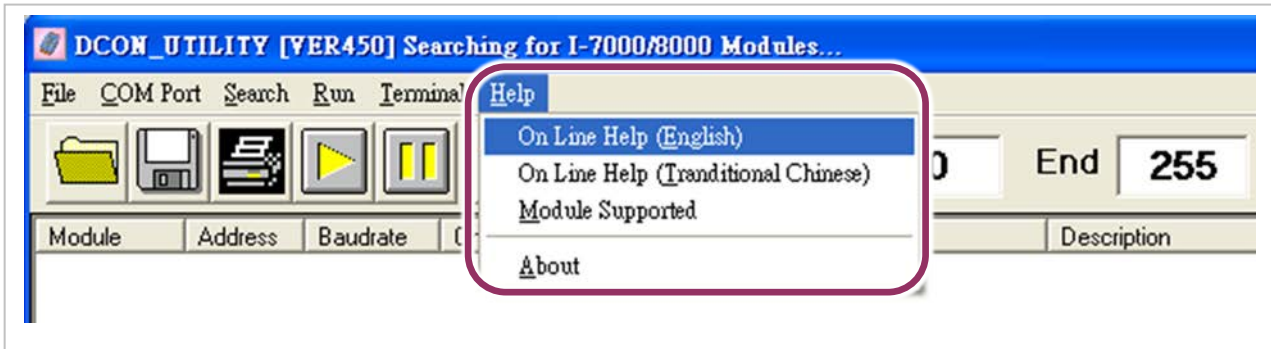 DCON_UTILITY [VER450] Searching for I-7000/8000 Modules...
File COM Port Search Run Terminal Help
On Line Help (English)
On Line Help (Tranditional Chinese)
Module Supported
About
End 255
Module Address Baudrate Description